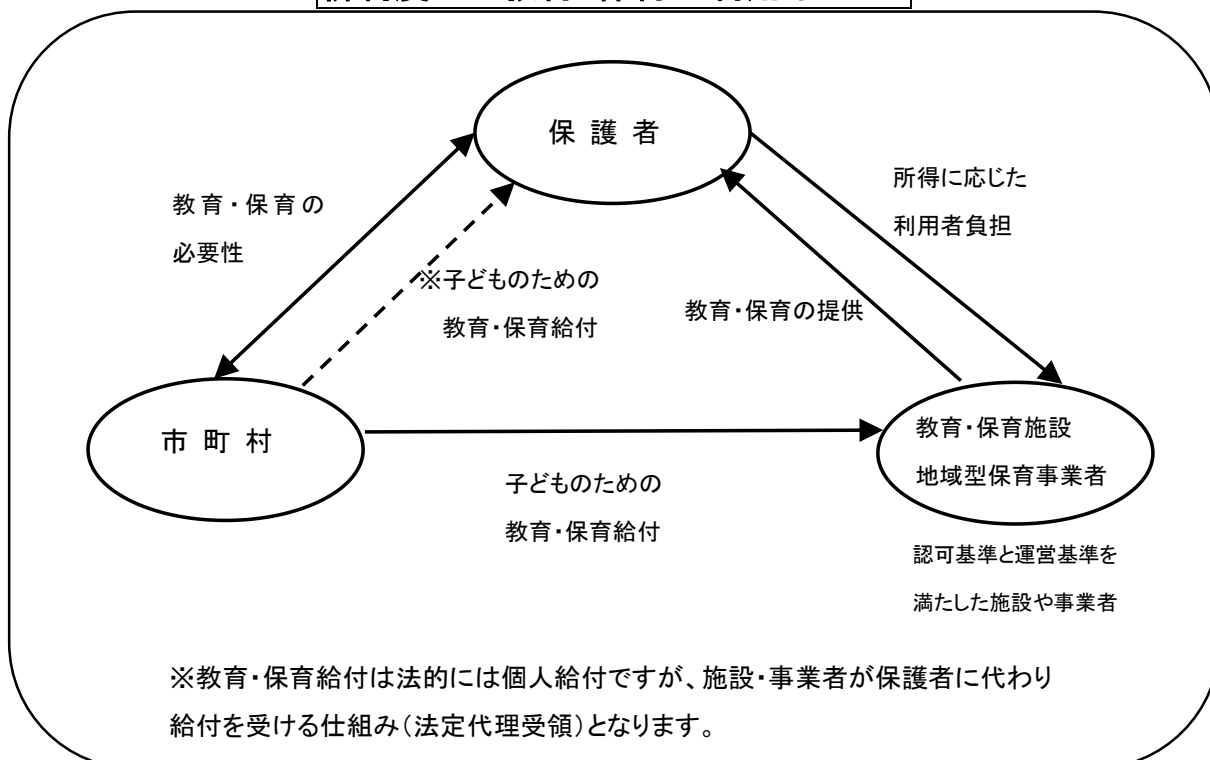 保 護 者
所得に応じた
利用者負担
教育・保育の
必要性
※子どものための
教育・保育給付
教育・保育の提供
市 町 村
教育・保育施設
地域型保育事業者
子どものための
教育・保育給付
認可基準と運営基準を
満たした施設や事業者
※教育・保育給付は法的には個人給付ですが、施設・事業者が保護者に代わり
給付を受ける仕組み(法定代理受領)となります。